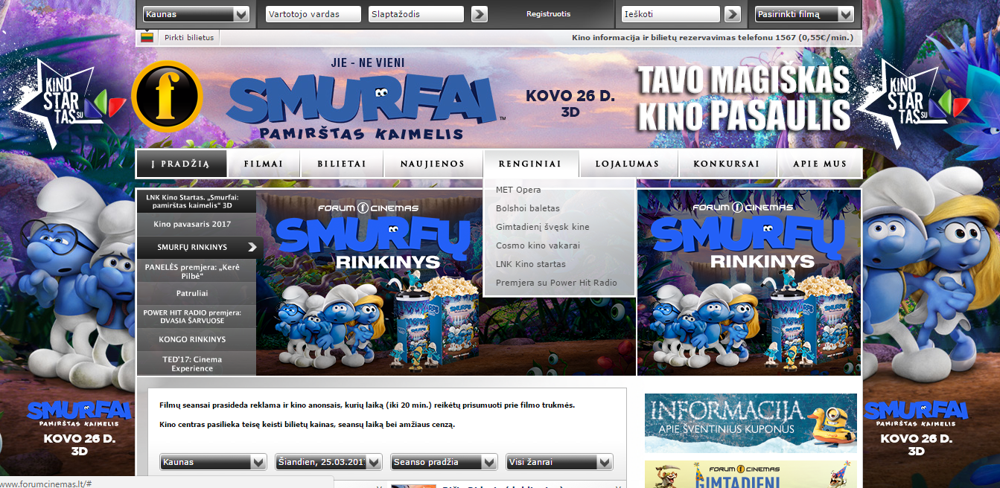 Kaunas
Vartotojo vardas
Slaptažodis
Registruotis
Ieškoti
Pasirinkti filmą
Pirkti bilietus
Kino informacija ir bilietų rezervavimas telefonu 1567 (0,55€/min.)
KINO
STAR
TAS SU
f
JIE - NE VIENI
SMURFAI™
PAMIRŠTAS KAIMELIS
KOVO 26 D.
3D
TAVO MAGIŠKAS
KINO PASAULIS
KINO
STAR
TAS SU
Į PRADŽIĄ
FILMAI
BILIETAI
NAUJIENOS
RENGINIAI
LOJALUMAS
KONKURSAI
APIE MUS
MET Opera
Bolshoi baletas
Gimtadienį švęsk kine
Cosmo kino vakarai
LNK Kino startas
Premjera su Power Hit Radio
LNK Kino Startas. „Smurfai:
pamirštas kaimelis“ 3D
Kino pavasaris 2017
SMURFŲ RINKINYS
PANELĖS premjera: „Kerė
Pilbė“
Patruliai
POWER HIT RADIO premjera:
DVASIA ŠARVUOSE
KONGO RINKINYS
TED'17: Cinema
Experience
FORUM f CINEMAS
SMURFŲ
RINKINYS
FORUM f CINEMAS
SMURFŲ
RINKINYS
SMURFAI
PAMIRŠTAS KAIMELIS
KOVO 26 D.
3D
Filmų seansai prasideda reklama ir kino anonsais, kurių laiką (iki 20 min.) reikėtų prisumuoti prie filmo trukmės.
Kino centras pasilieka teisę keisti bilietų kainas, seansų laiką bei amžiaus cenzą.
Kaunas
Šiandien, 25.03.201
Seanso pradžia
Visi žanrai
INFORMACIJA
APIE ŠVENTINIUS KUPONUS
FORUM f CINEMAS
GIMTADIENĮ
SMURFAI
PAMIRŠTAS KAIMELIS
KOVO 26 D.
3D
www.forumcinemas.lt/#